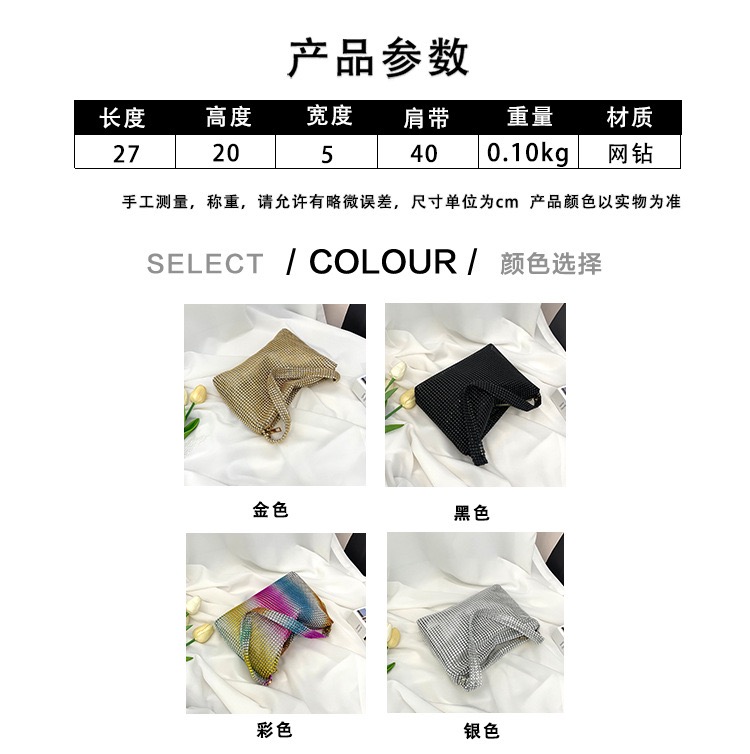 产品参数
长度 高度 宽度 肩带 重量 材质
27 20 5 40 0.10kg 网钻
手工测量，称重，请允许有略微误差，尺寸单位为cm 产品颜色以实物为准
SELECT / COLOUR / 颜色选择
金色 黑色
彩色 银色